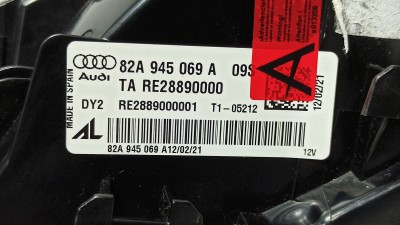 MADE IN SPAIN
Audi
82A 945 069 A 09S
TA RE28890000
DY2 RE2889000001 T1-05212
AL
82A 945 069 A12/02/21
12V
A
12/02/21